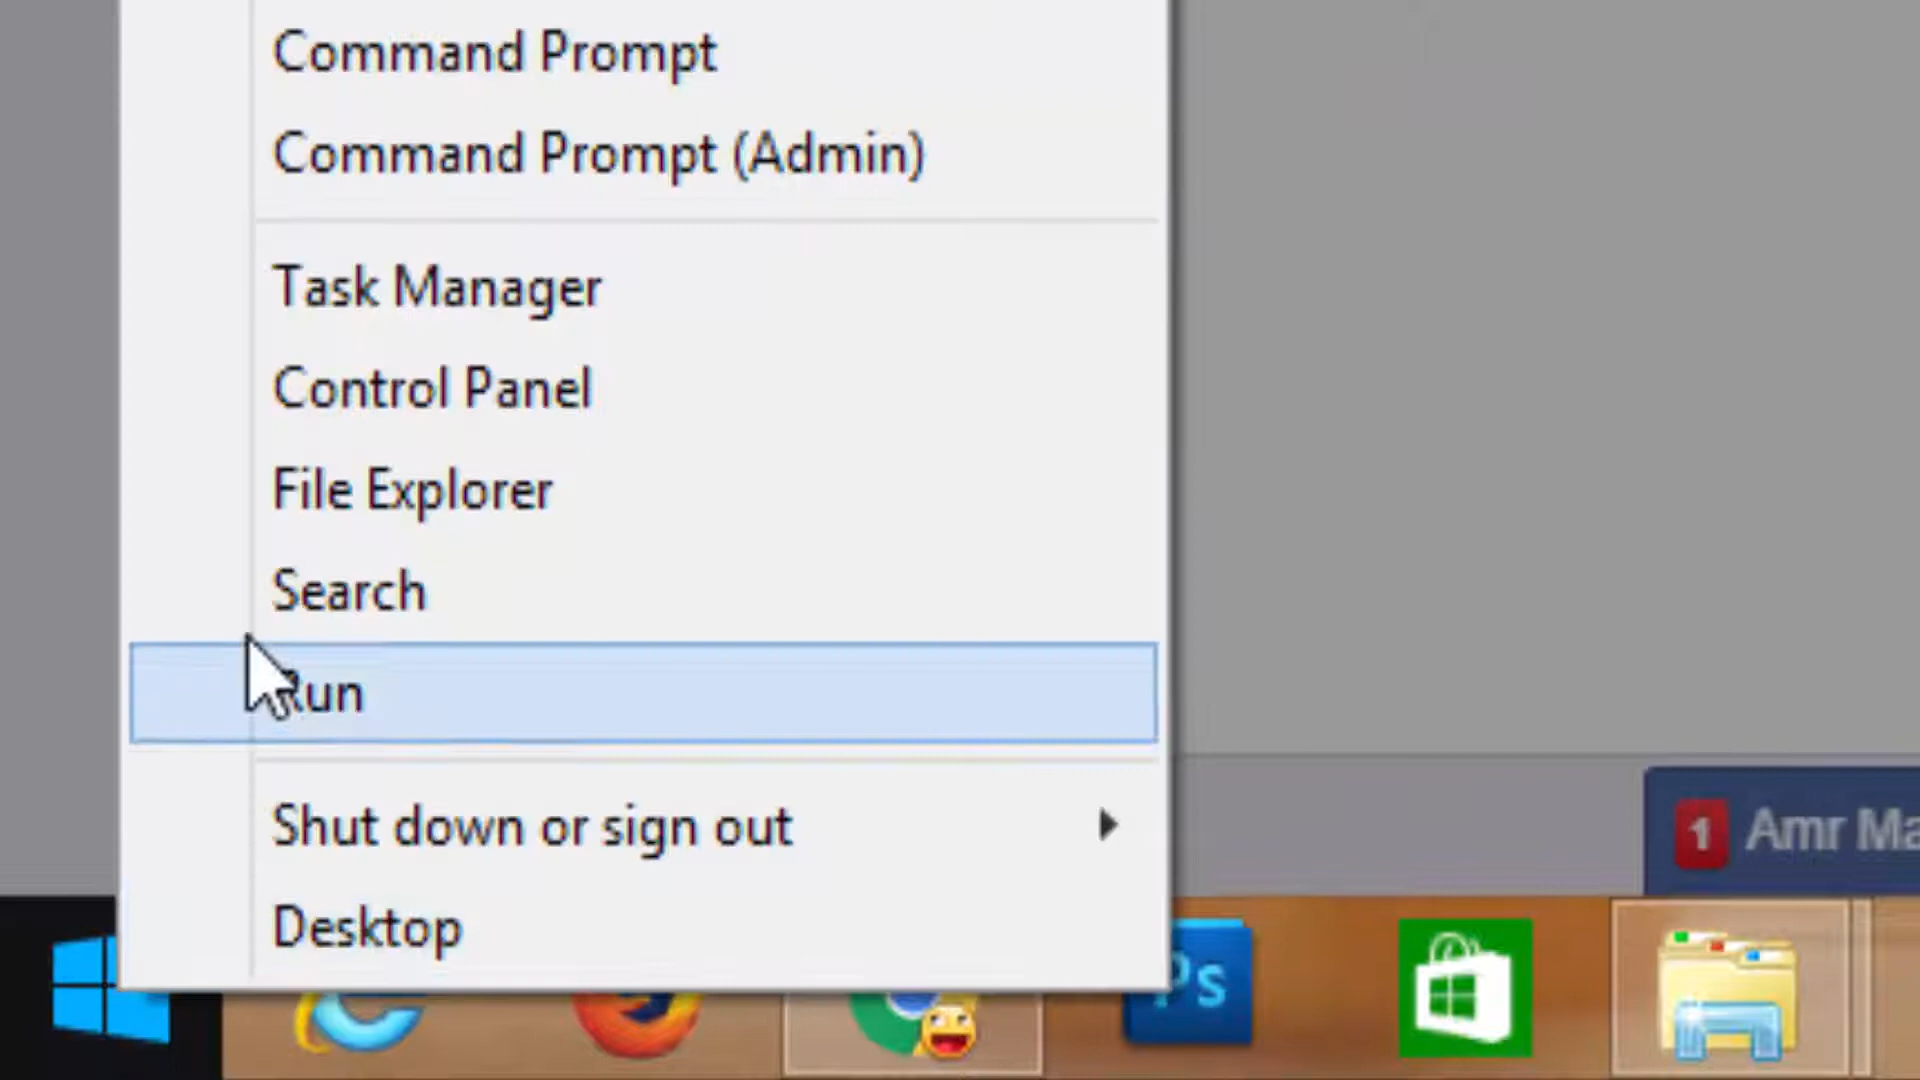 Command Prompt
Command Prompt (Admin)
Task Manager
Control Panel
File Explorer
Search
Run
Shut down or sign out
Desktop
1 Amr Ma
Ps